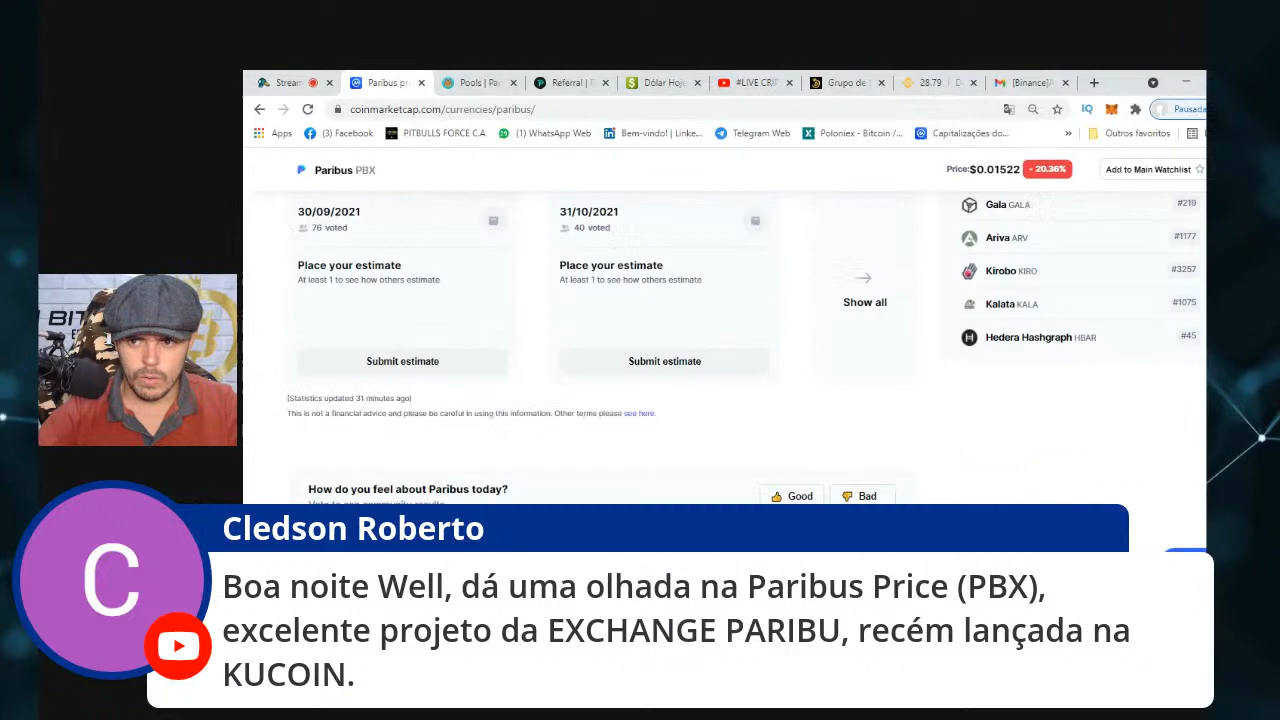 Stream
Paribus pri
Pools | Pa
Referral | E
Dólar Hoje
#LIVE CRIP
Grupo de
28.79
[Binance]A
coinmarketcap.com/currencies/paribus/
Pausada
Apps
(3) Facebook
PITBULLS FORCE C.A
(1) WhatsApp Web
Bem-vindo! | Linke...
Telegram Web
Poloniex - Bitcoin /...
Capitalizações do...
»
Outros favoritos
Paribus PBX
Price:$0.01522
- 20.36%
Add to Main Watchlist
30/09/2021
76 voted
Place your estimate
At least 1 to see how others estimate
Submit estimate
31/10/2021
40 voted
Place your estimate
At least 1 to see how others estimate
Submit estimate
Show all
Gala GALA #219
Ariva ARV #1177
Kirobo KIRO #3257
Kalata KALA #1075
Hedera Hashgraph HBAR #45
(Statistics updated 31 minutes ago)
This is not a financial advice and please be careful in using this information. Other terms please see here.
How do you feel about Paribus today?
Good
Bad
BIT
C
Cledson Roberto
Boa noite Well, dá uma olhada na Paribus Price (PBX),
excelente projeto da EXCHANGE PARIBU, recém lançada na
KUCOIN.